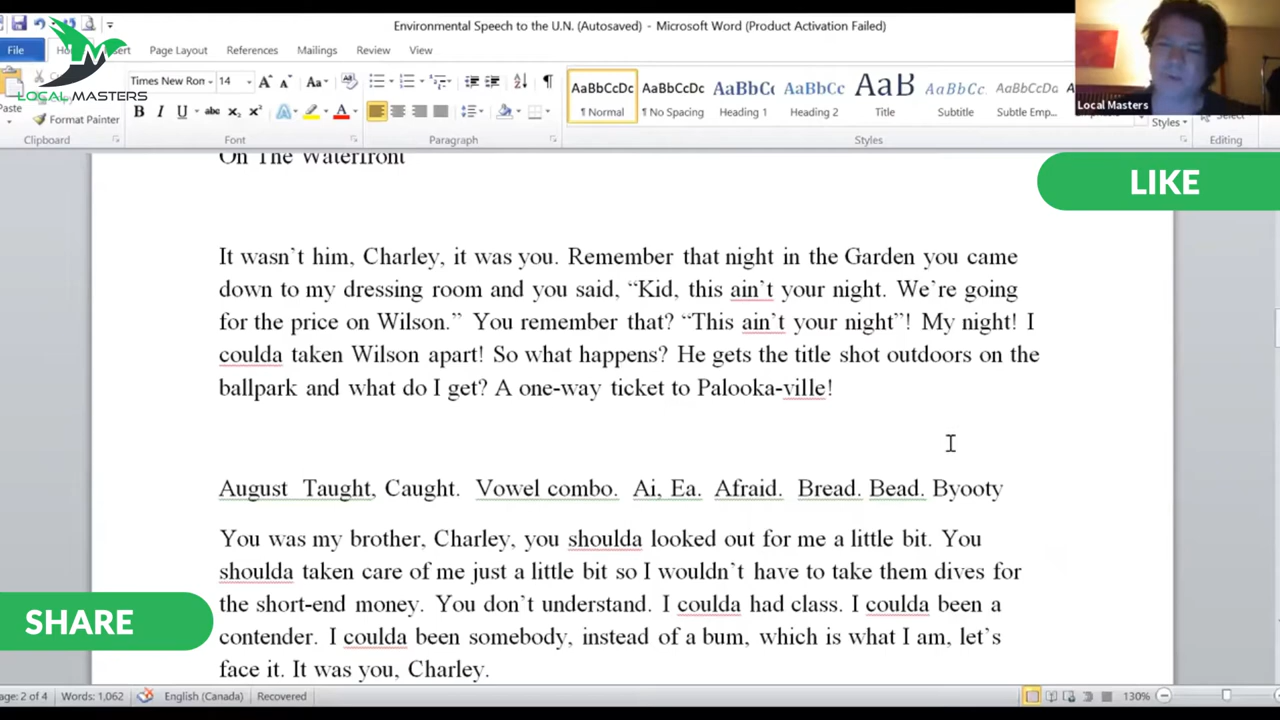 Environmental Speech to the U.N. (Autosaved) - Microsoft Word (Product Activation Failed)
File Insert Page Layout References Mailings Review View
LOCAL MASTERS
Paste
Format Painter
Times New Ron 14
AaBbCcDc AaBbCcDc AaBbCc AaBbCc AaB AaBbCc. AaBbCcDc
¶ Normal ¶ No Spacing Heading 1 Heading 2 Title Subtitle Subtle Emp...
Styles
Clipboard Font Paragraph Styles Editing
Local Masters
LIKE
On The Waterfront
It wasn`t him, Charley, it was you. Remember that night in the Garden you came
down to my dressing room and you said, “Kid, this ain`t your night. We`re going
for the price on Wilson.” You remember that? “This ain`t your night”! My night! I
coulda taken Wilson apart! So what happens? He gets the title shot outdoors on the
ballpark and what do I get? A one-way ticket to Palooka-ville!
August Taught, Caught. Vowel combo. Ai, Ea. Afraid. Bread. Bead. Byooty
You was my brother, Charley, you shoulda looked out for me a little bit. You
shoulda taken care of me just a little bit so I wouldn`t have to take them dives for
the short-end money. You don`t understand. I coulda had class. I coulda been a
contender. I coulda been somebody, instead of a bum, which is what I am, let`s
face it. It was you, Charley.
SHARE
age: 2 of 4 Words: 1,062 English (Canada) Recovered 130%